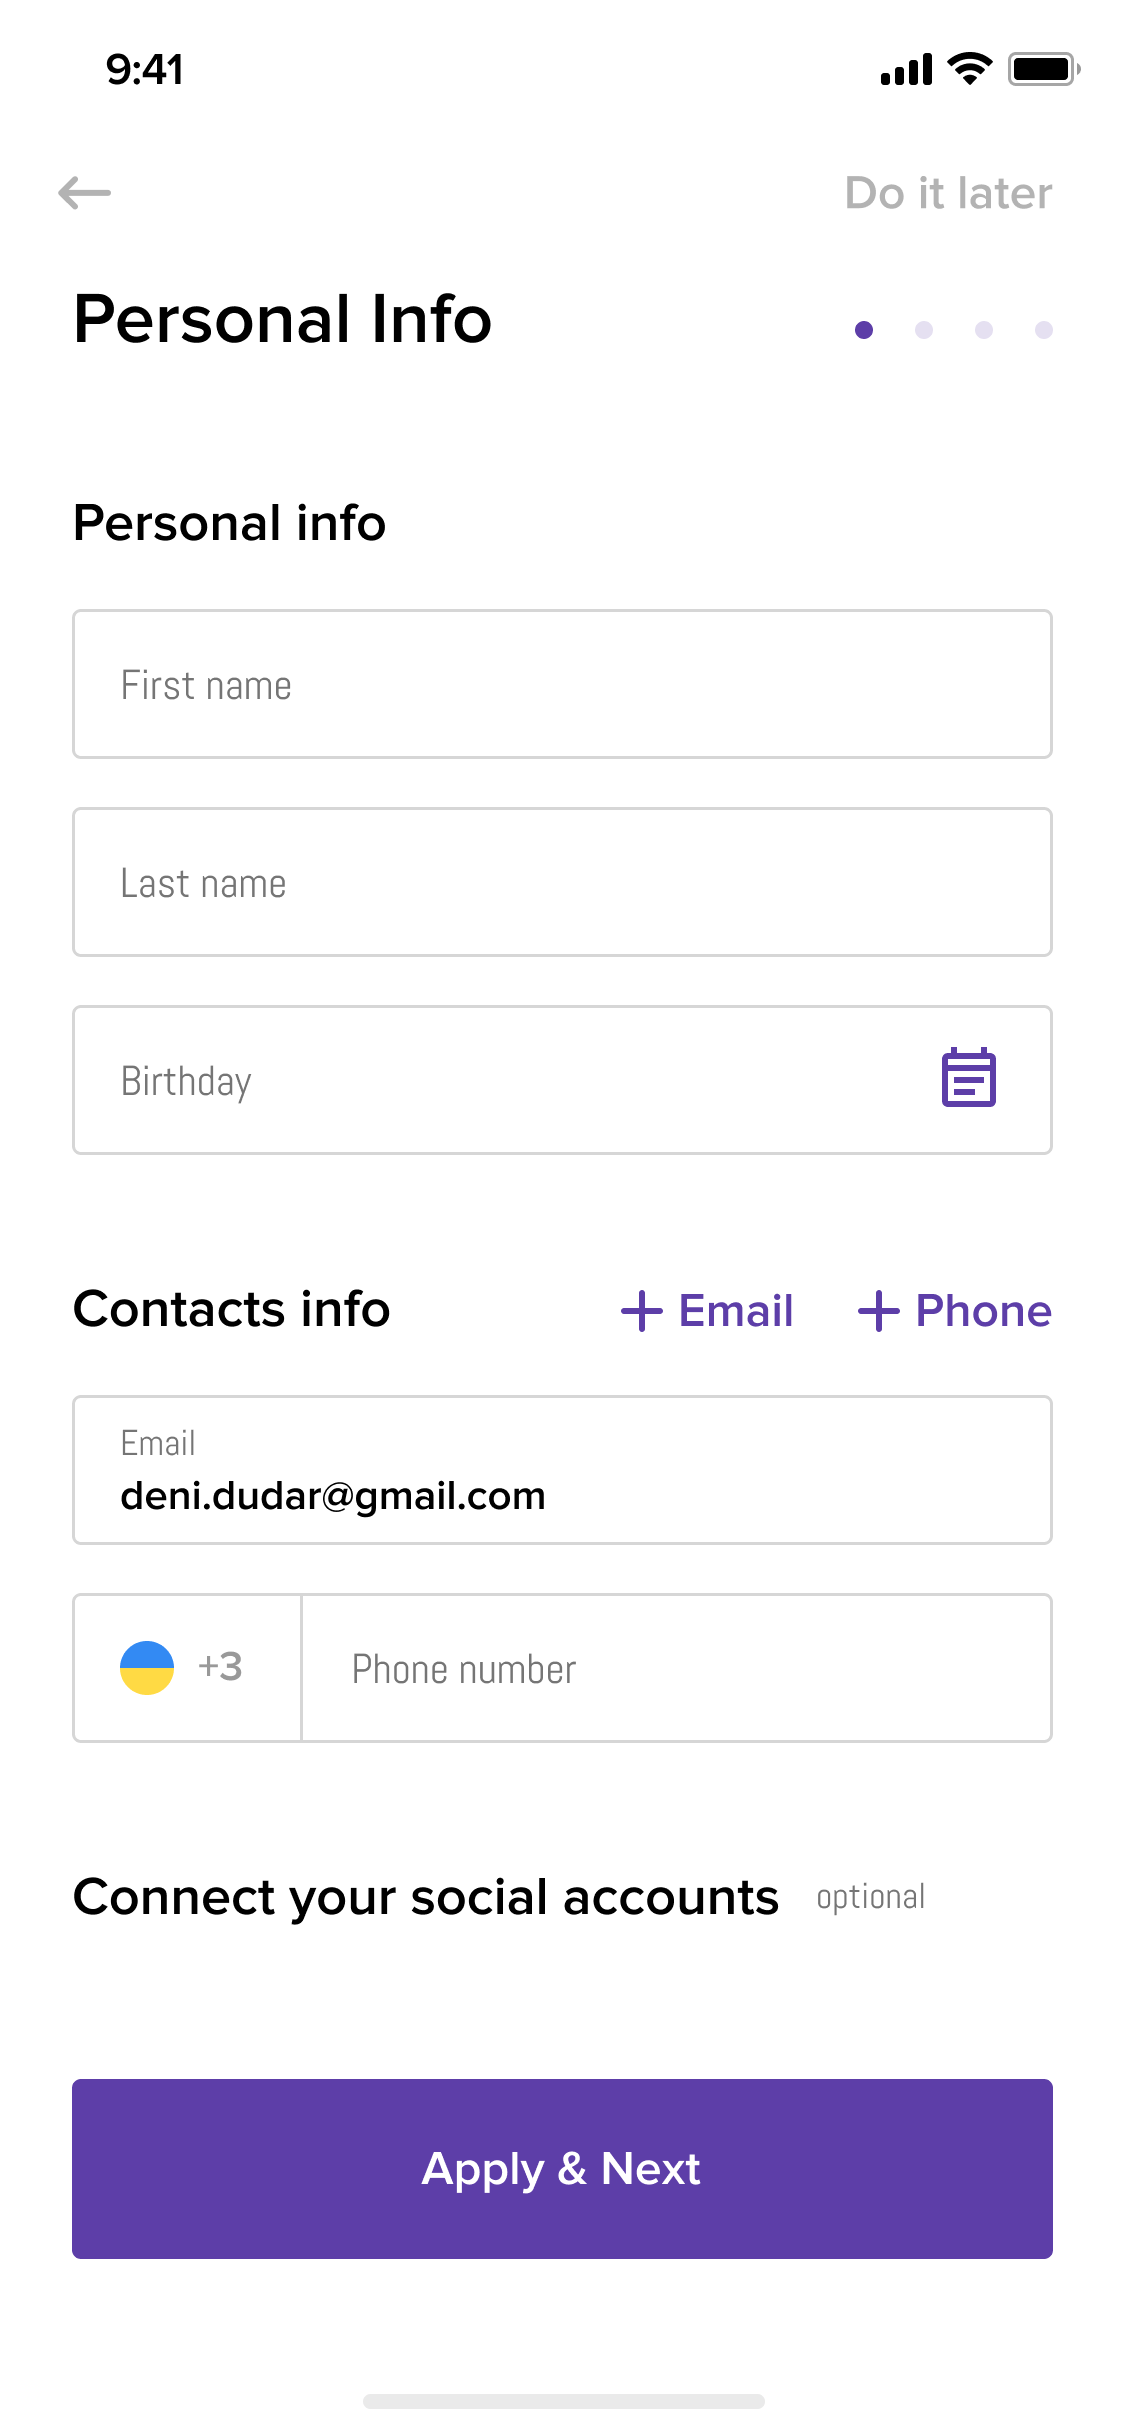 9:41
Do it later
Personal Info
Personal info
First name
Last name
Birthday
Contacts info + Email + Phone
Email
deni.dudar@gmail.com
+3 Phone number
Connect your social accounts optional
Apply & Next